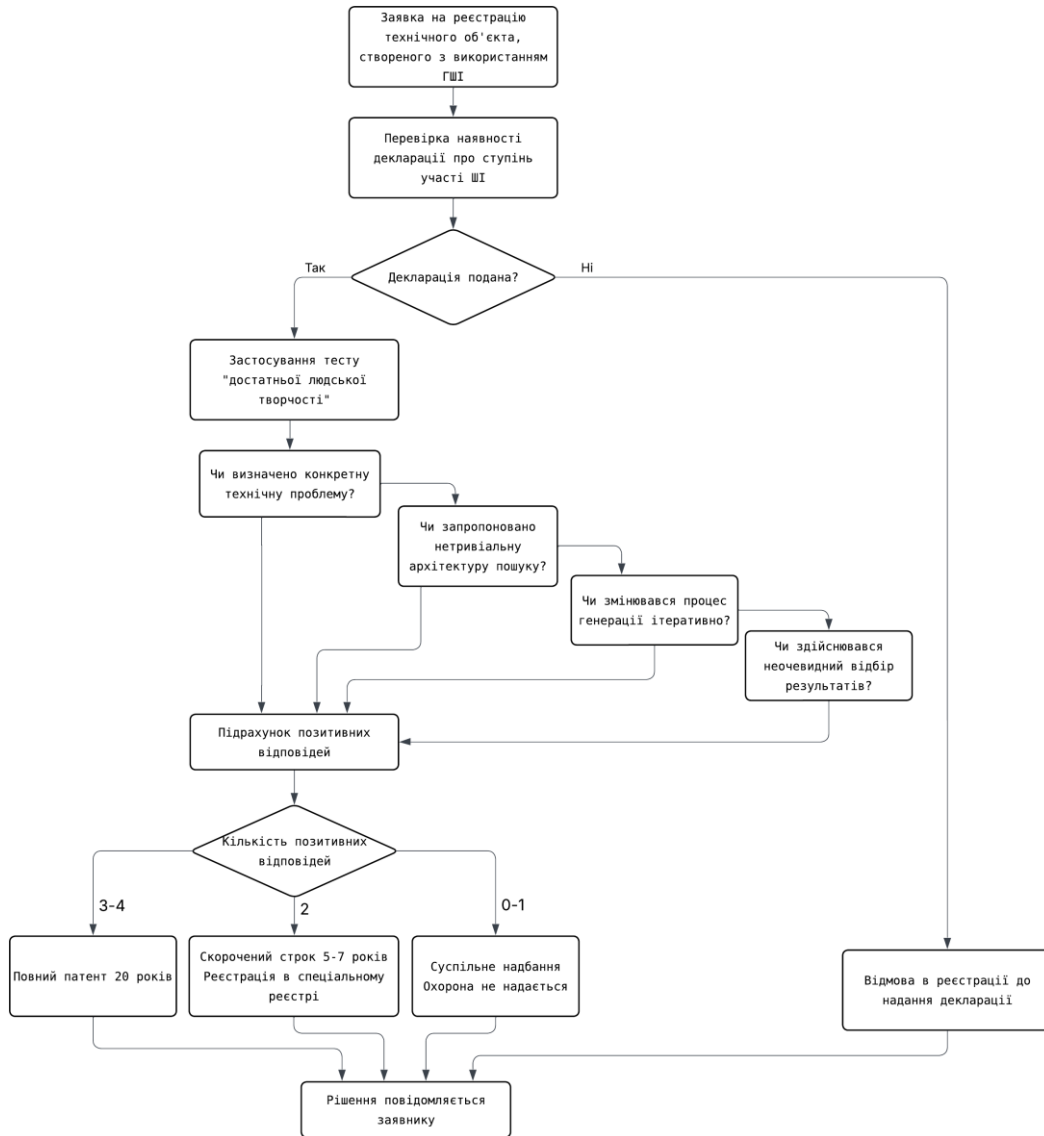 Заявка на реєстрацію
технічного об'єкта,
створеного з використанням
ГШІ
Перевірка наявності
декларації про ступінь
участі ШІ
Декларація подана?
Так
Ні
Застосування тесту
"достатньої людської
творчості"
Чи визначено конкретну
технічну проблему?
Чи запропоновано
нетривіальну
архітектуру пошуку?
Чи змінювався процес
генерації ітеративно?
Чи здійснювався
неочевидний відбір
результатів?
Підрахунок позитивних
відповідей
Кількість позитивних
відповідей
3-4
2
0-1
Повний патент 20 років
Скорочений строк 5-7 років
Реєстрація в спеціальному
реєстрі
Суспільне надбання
Охорона не надається
Відмова в реєстрації до
надання декларації
Рішення повідомляється
заявнику